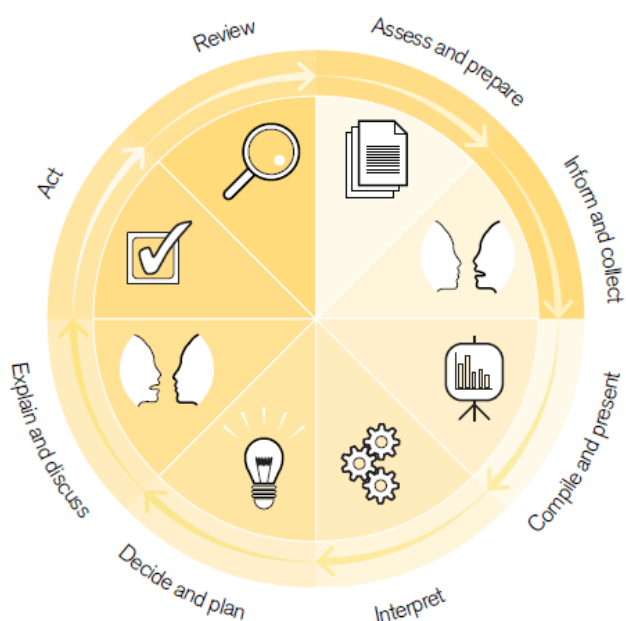 Assess and prepare
Inform and collect
Compile and present
Interpret
Decide and plan
Explain and discuss
Act
Review